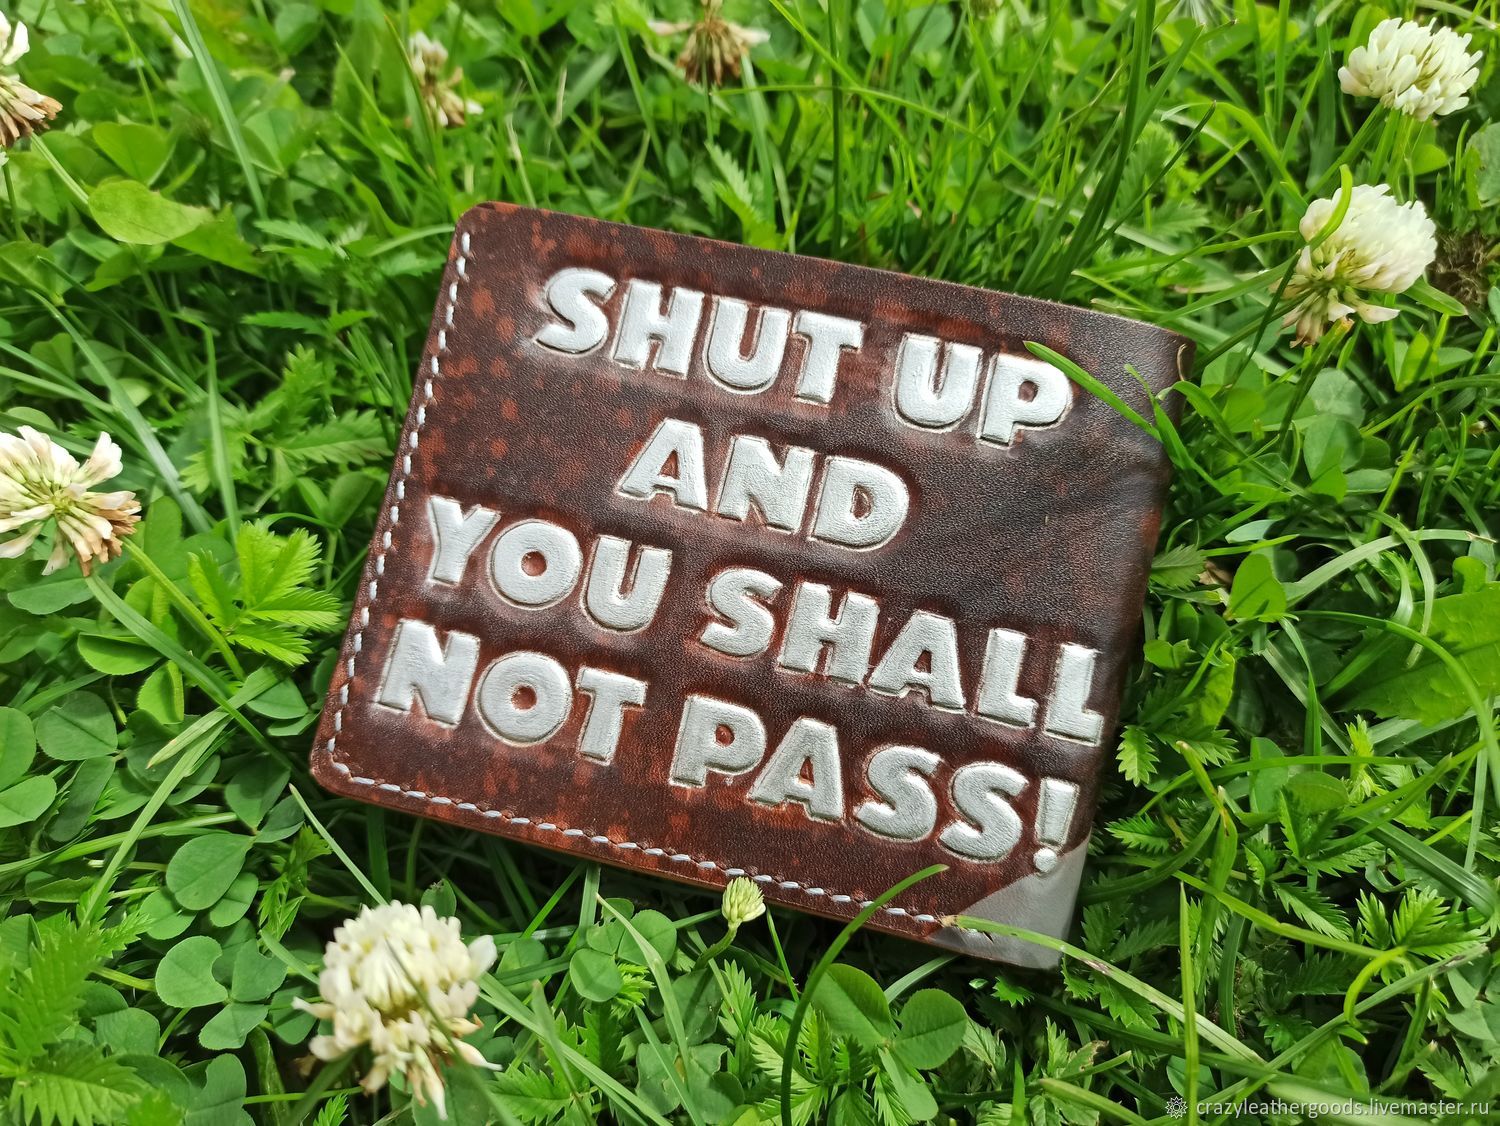 SHUT UP
AND
YOU SHALL
NOT PASS!
crazyleathergoods.livemaster.ru